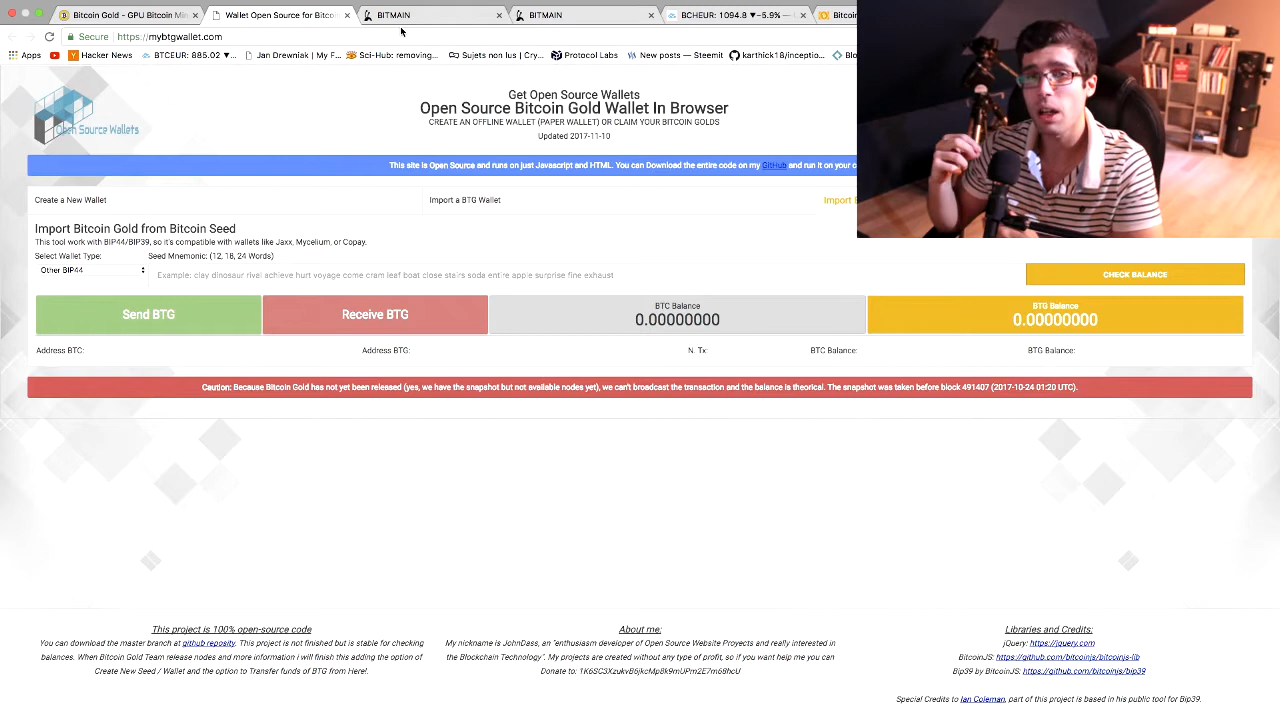 Bitcoin Gold - GPU Bitcoin Min
Wallet Open Source for Bitco
BITMAIN
BITMAIN
BCHEUR: 1094.8 ▼−5.9% −
Bitcoin
Secure
https://mybtgwallet.com
Apps
Hacker News
BTCEUR: 885.02 ▼...
Jan Drewniak | My F...
Sci-Hub: removing...
Sujets non lus | Cry...
Protocol Labs
New posts — Steemit
karthick18/inceptio...
Blo
Open Source Wallets
Get Open Source Wallets
Open Source Bitcoin Gold Wallet In Browser
CREATE AN OFFLINE WALLET (PAPER WALLET) OR CLAIM YOUR BITCOIN GOLDS
Updated 2017-11-10
This site is Open Source and runs on just Javascript and HTML. You can Download the entire code on my GitHub and run it on your c
Create a New Wallet
Import a BTG Wallet
Import B
Import Bitcoin Gold from Bitcoin Seed
This tool work with BIP44/BIP39, so it's compatible with wallets like Jaxx, Mycelium, or Copay.
Select Wallet Type:
Seed Mnemonic: (12, 18, 24 Words)
Other BIP44
Example: clay dinosaur rival achieve hurt voyage come cram leaf boat close stairs soda entire apple surprise fine exhaust
CHECK BALANCE
Send BTG
Receive BTG
BTC Balance
0.00000000
BTG Balance
0.00000000
Address BTC:
Address BTG:
N. Tx:
BTC Balance:
BTG Balance:
Caution: Because Bitcoin Gold has not yet been released (yes, we have the snapshot but not available nodes yet), we can't broadcast the transaction and the balance is theorical. The snapshot was taken before block 491407 (2017-10-24 01:20 UTC).
This project is 100% open-source code
You can download the master branch at github reposity. This project is not finished but is stable for checking
balances. When Bitcoin Gold Team release nodes and more information i will finish this adding the option of
Create New Seed / Wallet and the option to Transfer funds of BTG from Here!.
About me:
My nickname is JohnDass, an "enthusiasm developer of Open Source Website Proyects and really interested in
the Blockchain Technology". My projects are created without any type of profit, so if you want help me you can
Donate to:
Libraries and Credits:
jQuery: https://jquery.com
BitcoinJS: https://github.com/bitcoinjs/bitcoinjs-lib
Bip39 by BitcoinJS: https://github.com/bitcoinjs/bip39
Special Credits to Ian Coleman, part of this project is based in his public tool for Bip39.